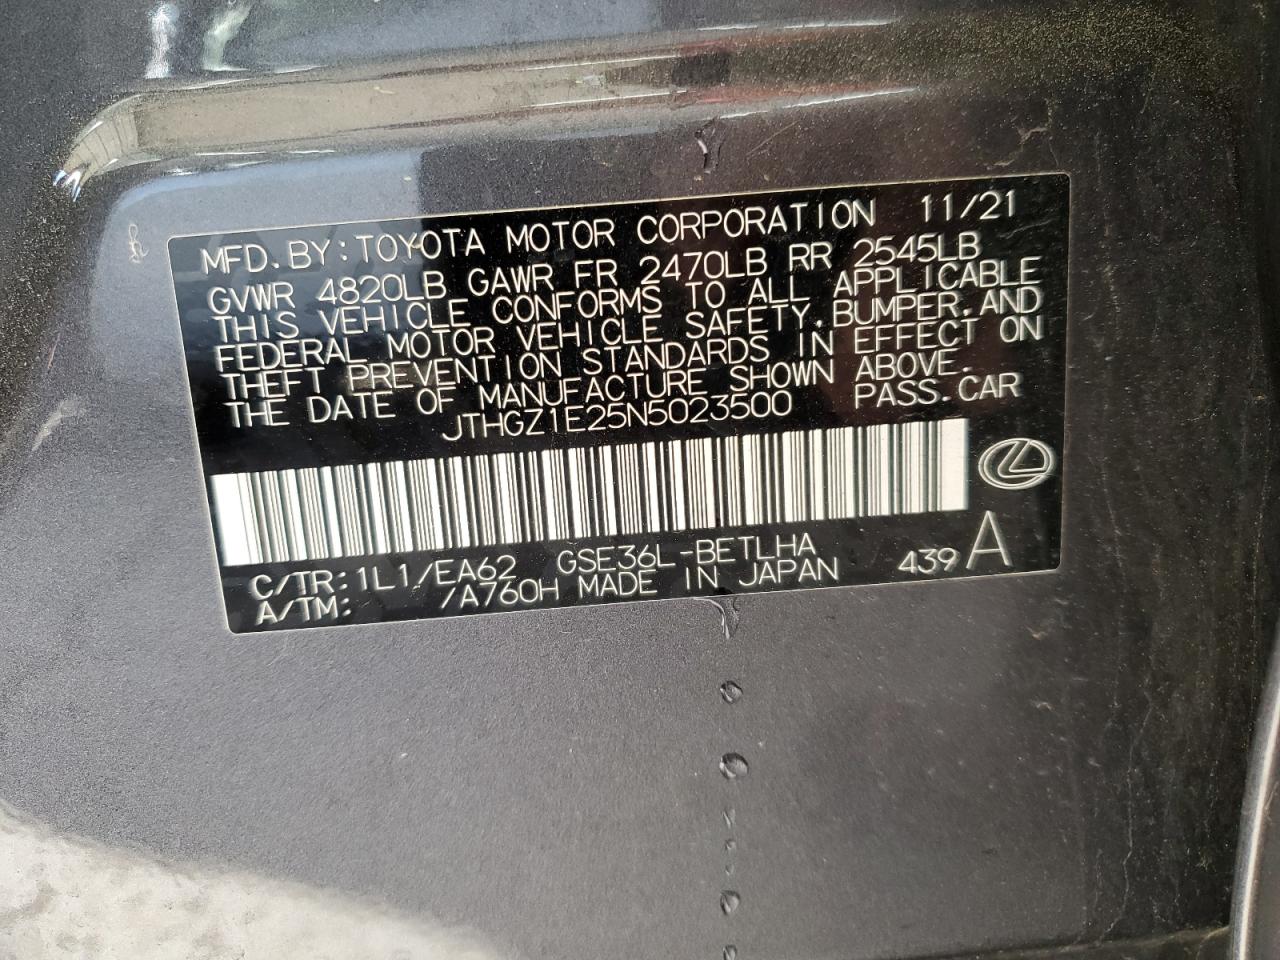 MFD. BY: TOYOTA MOTOR CORPORATION 11/21
GVWR 4820LB GAWR FR 2470LB RR 2545LB
THIS VEHICLE CONFORMS TO ALL APPLICABLE
FEDERAL MOTOR VEHICLE SAFETY, BUMPER, AND
THEFT PREVENTION STANDARDS IN EFFECT ON
THE DATE OF MANUFACTURE SHOWN ABOVE.
JTHGZ1E25N5023500 PASS. CAR
C/TR: 1L1/EA62 GSE36L-BETLHA 439 A
A/TM: /A760H MADE IN JAPAN